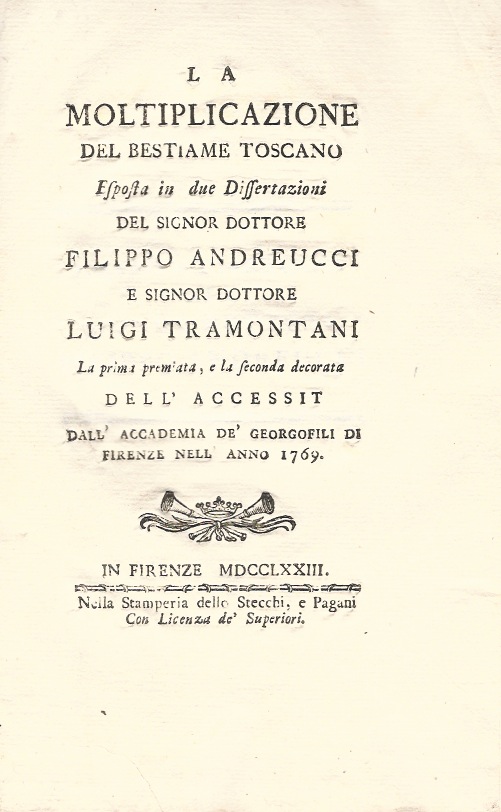 LA
MOLTIPLICAZIONE
DEL BESTIAME TOSCANO
Eſpoſta in due Diſſertazioni
DEL SIGNOR DOTTORE
FILIPPO ANDREUCCI
E SIGNOR DOTTORE
LUIGI TRAMONTANI
La prima premiata, e la ſeconda decorata
DELL' ACCESSIT
DALL' ACCADEMIA DE' GEORGOFILI DI
FIRENZE NELL' ANNO 1769.
IN FIRENZE MDCCLXXIII.
Nella Stamperia dello Stecchi, e Pagani
Con Licenza de' Superiori.